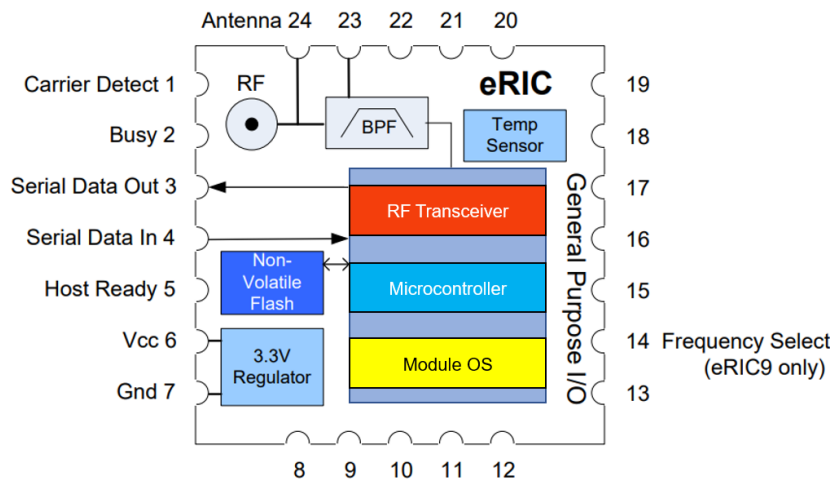 Antenna 24 23 22 21 20
Carrier Detect 1
Busy 2
Serial Data Out 3
Serial Data In 4
Host Ready 5
Vcc 6
Gnd 7
RF
BPF
eRIC
Temp
Sensor
RF Transceiver
Non-
Volatile
Flash
Microcontroller
3.3V
Regulator
Module OS
General Purpose I/O
19
18
17
16
15
14 Frequency Select
(eRIC9 only)
13
8 9 10 11 12